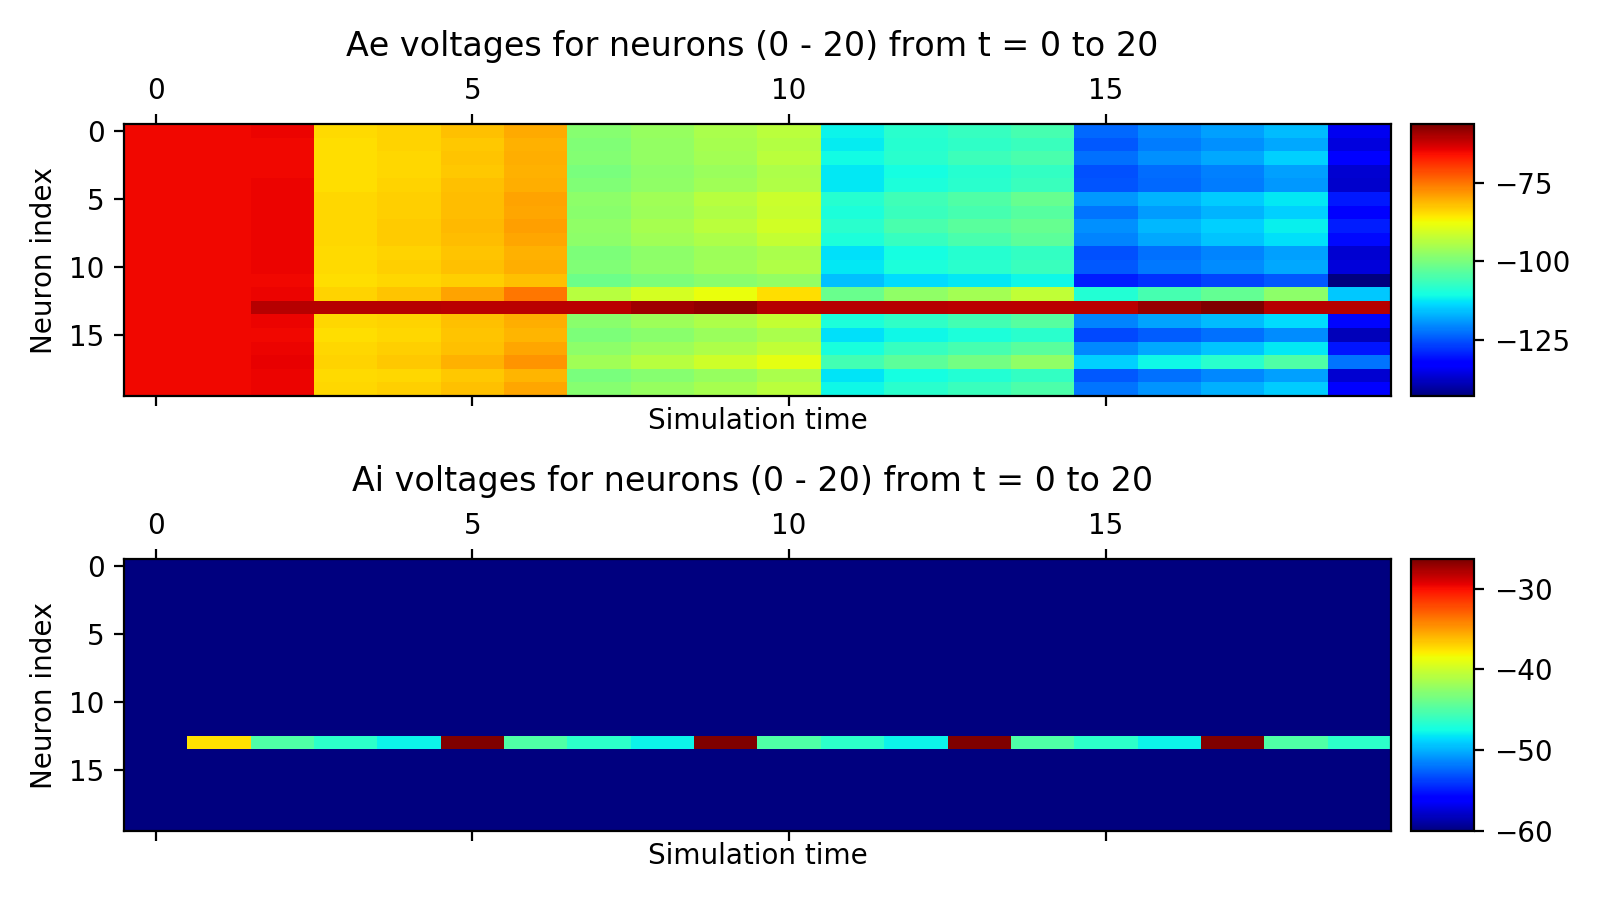 Ae voltages for neurons (0 - 20) from t = 0 to 20
0 5 10 15
Neuron index
0
5
10
15
Simulation time
−75
−100
−125
Ai voltages for neurons (0 - 20) from t = 0 to 20
0 5 10 15
Neuron index
0
5
10
15
Simulation time
−30
−40
−50
−60